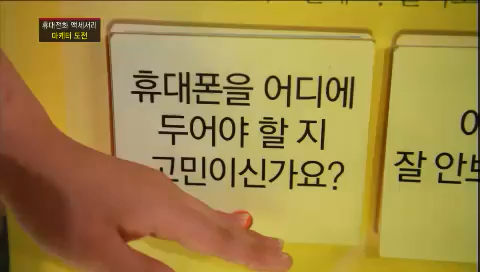 휴대전화 액세서리
마케터 도전
휴대폰을 어디에
두어야 할 지
고민이신가요?
잘 안보